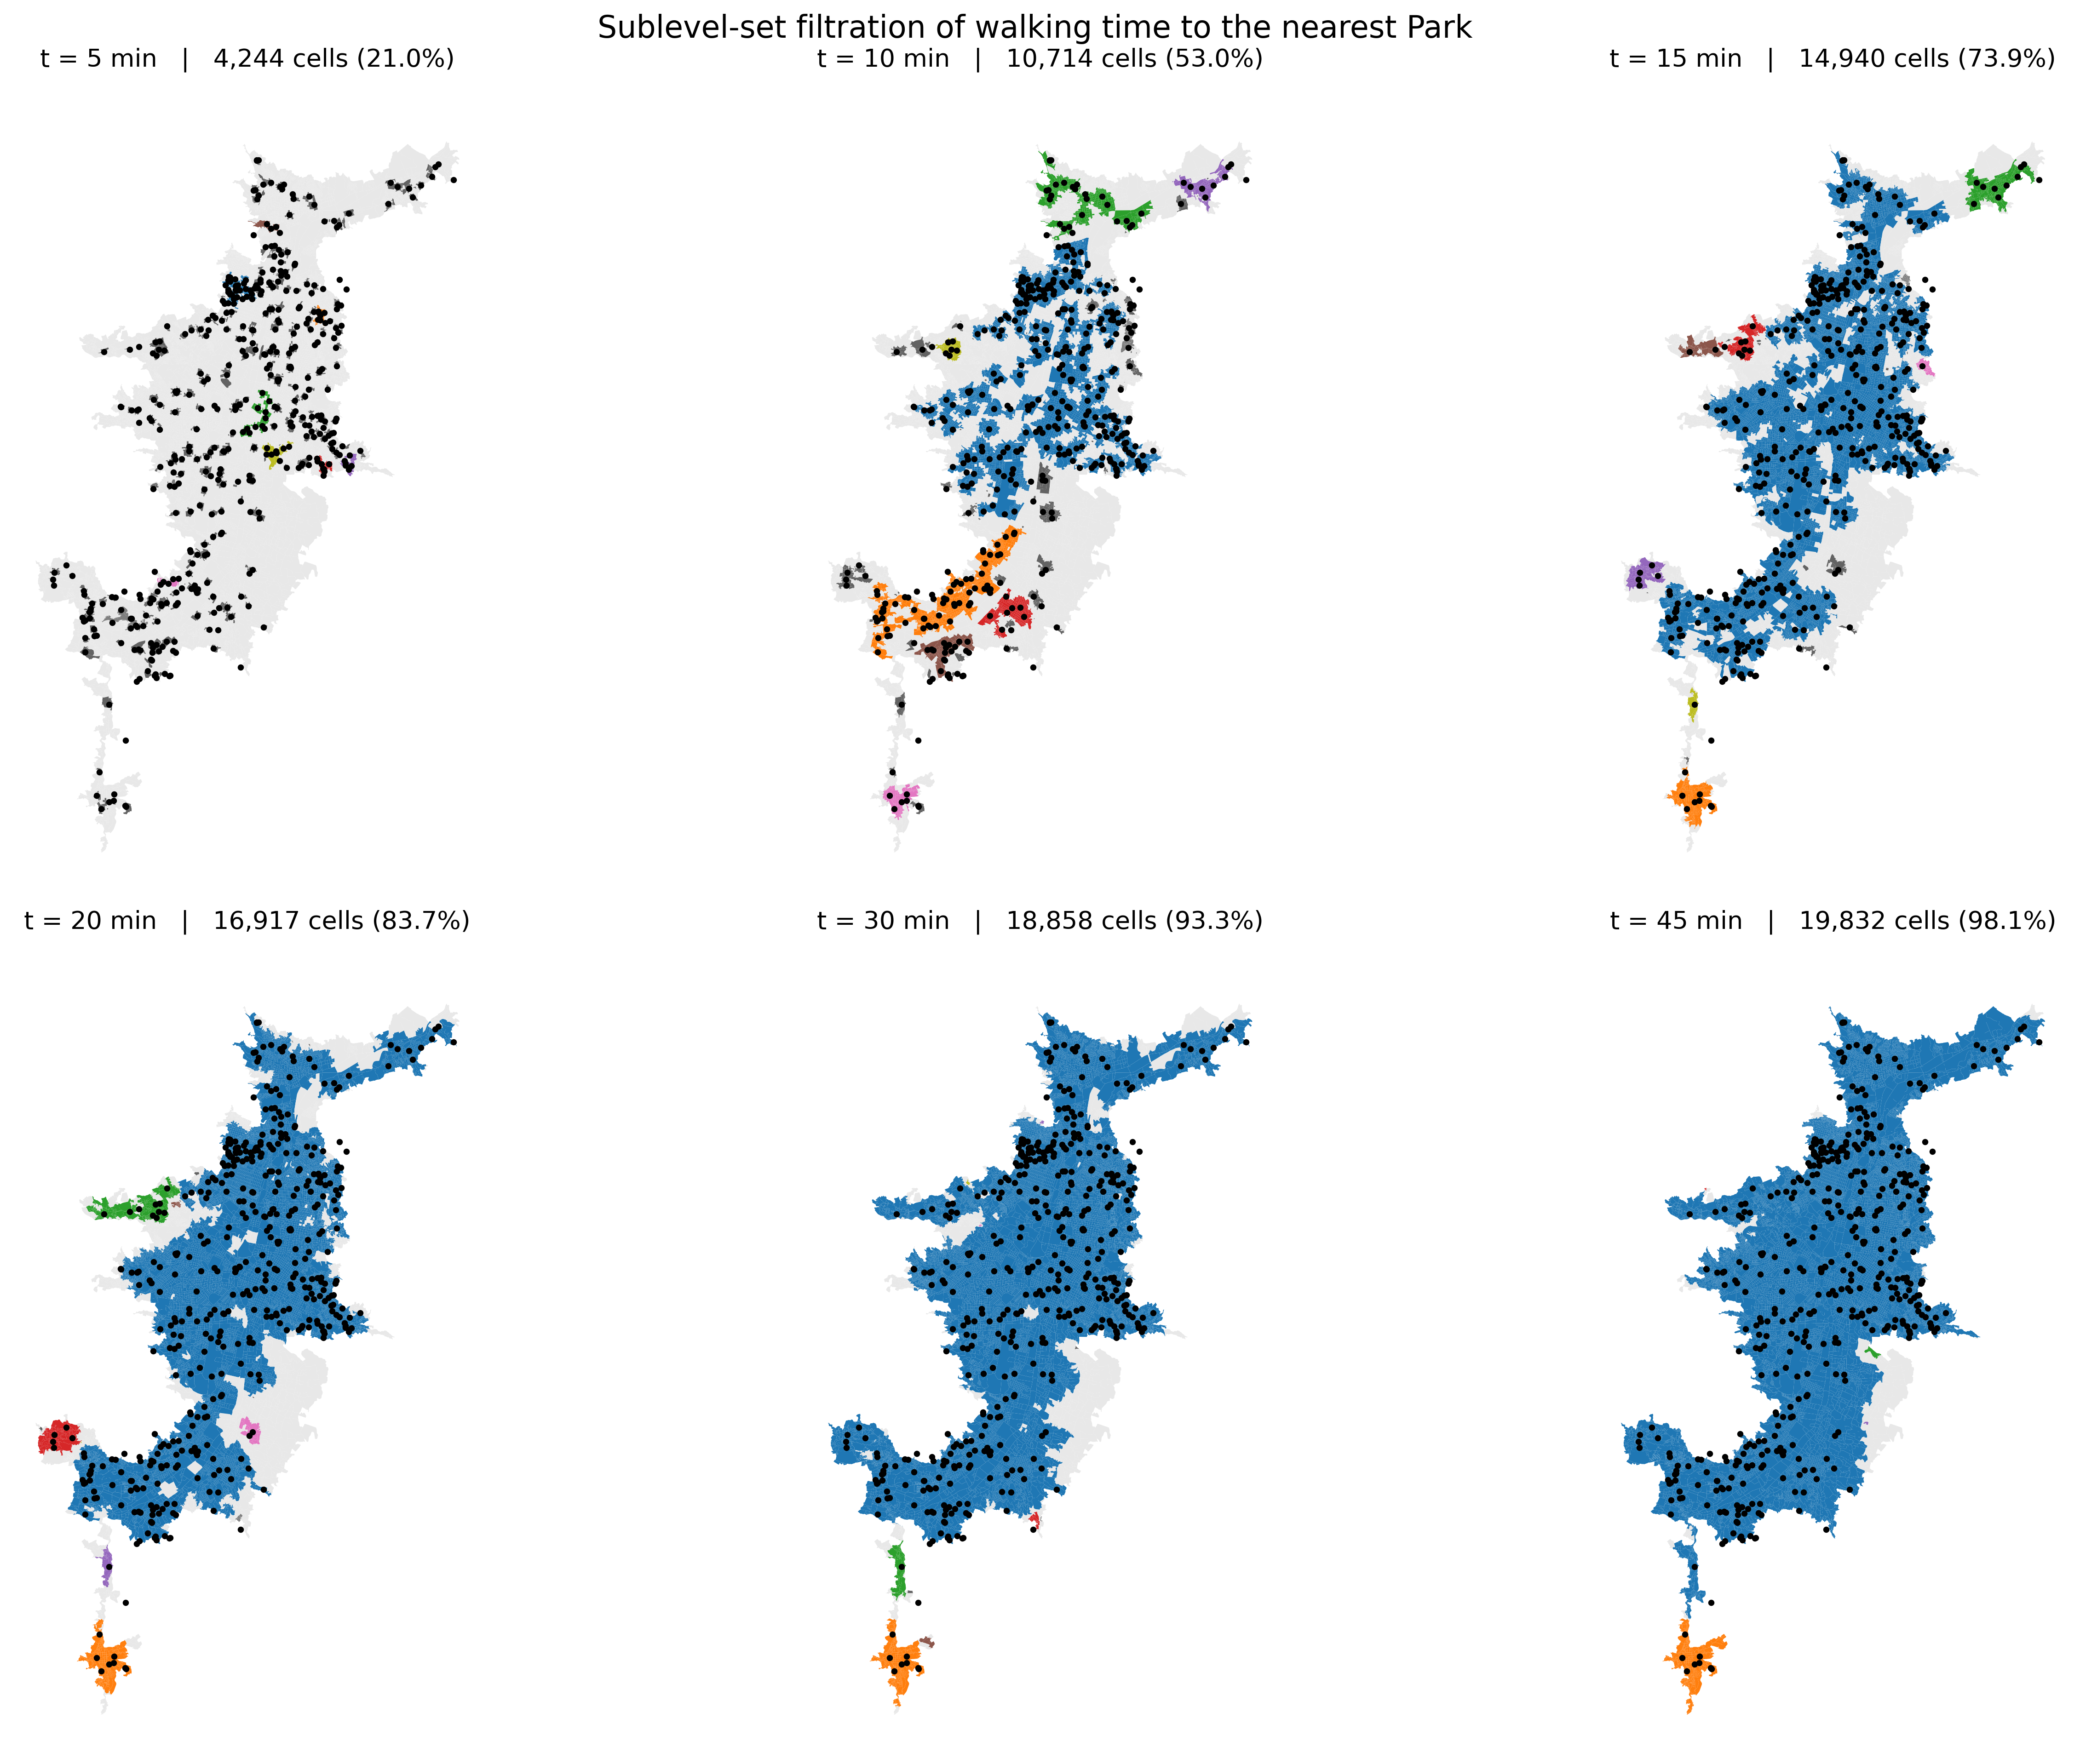 Sublevel-set filtration of walking time to the nearest Park
t = 5 min | 4,244 cells (21.0%)
t = 10 min | 10,714 cells (53.0%)
t = 15 min | 14,940 cells (73.9%)
t = 20 min | 16,917 cells (83.7%)
t = 30 min | 18,858 cells (93.3%)
t = 45 min | 19,832 cells (98.1%)